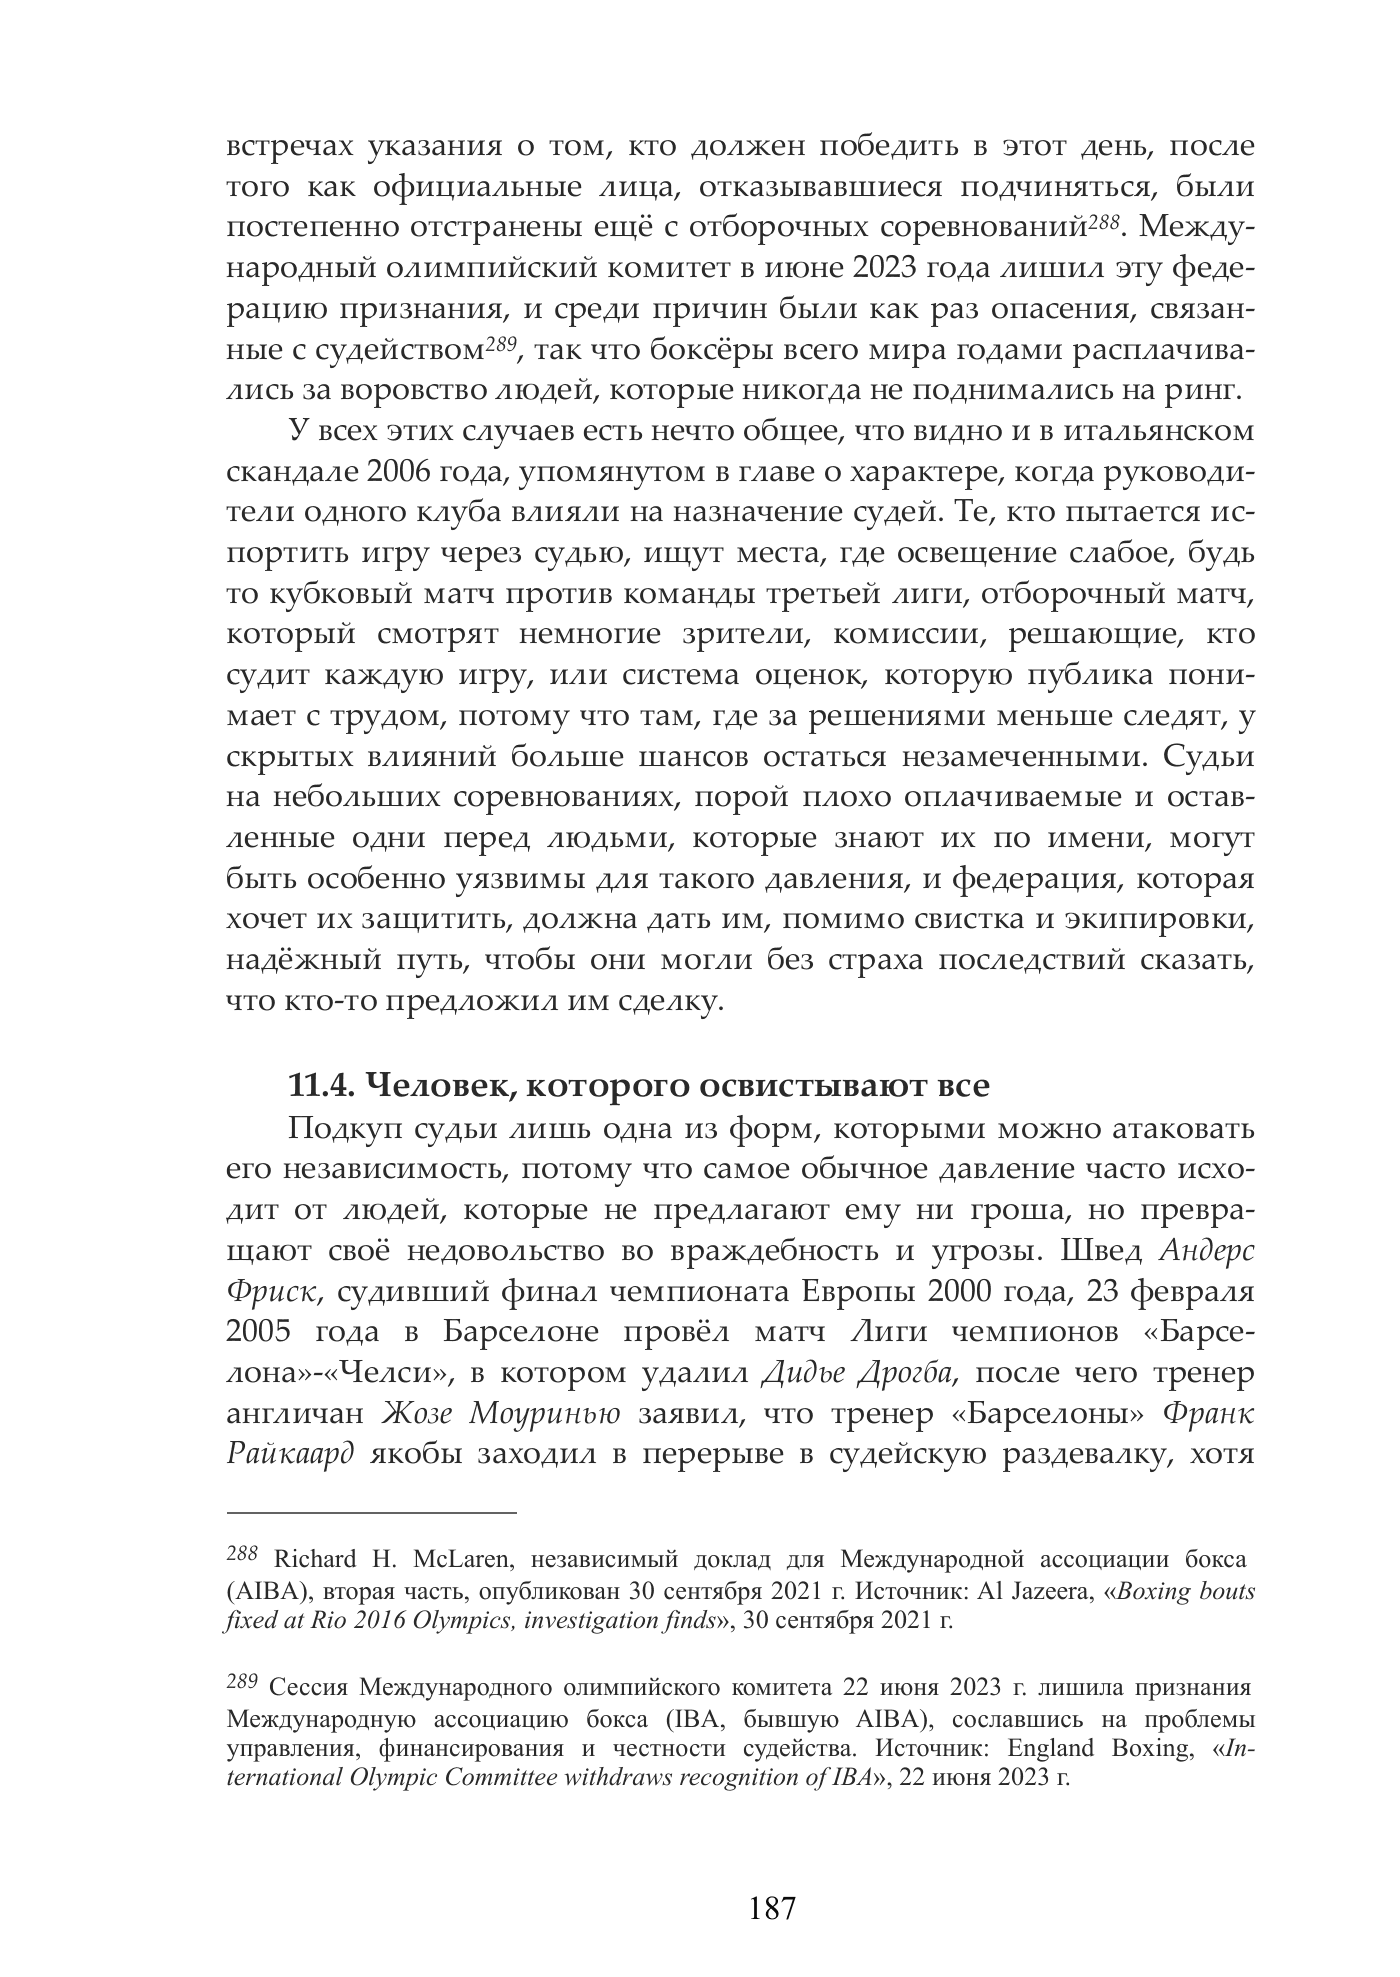 встречах указания о том, кто должен победить в этот день, после
того как официальные лица, отказывавшиеся подчиняться, были
постепенно отстранены ещё с отборочных соревнований288. Между-
народный олимпийский комитет в июне 2023 года лишил эту феде-
рацию признания, и среди причин были как раз опасения, связан-
ные с судейством289, так что боксёры всего мира годами расплачива-
лись за воровство людей, которые никогда не поднимались на ринг.
У всех этих случаев есть нечто общее, что видно и в итальянском
скандале 2006 года, упомянутом в главе о характере, когда руководи-
тели одного клуба влияли на назначение судей. Те, кто пытается ис-
портить игру через судью, ищут места, где освещение слабое, будь
то кубковый матч против команды третьей лиги, отборочный матч,
который смотрят немногие зрители, комиссии, решающие, кто
судит каждую игру, или система оценок, которую публика пони-
мает с трудом, потому что там, где за решениями меньше следят, у
скрытых влияний больше шансов остаться незамеченными. Судьи
на небольших соревнованиях, порой плохо оплачиваемые и остав-
ленные одни перед людьми, которые знают их по имени, могут
быть особенно уязвимы для такого давления, и федерация, которая
хочет их защитить, должна дать им, помимо свистка и экипировки,
надёжный путь, чтобы они могли без страха последствий сказать,
что кто-то предложил им сделку.
11.4. Человек, которого освистывают все
Подкуп судьи лишь одна из форм, которыми можно атаковать
его независимость, потому что самое обычное давление часто исхо-
дит от людей, которые не предлагают ему ни гроша, но превра-
щают своё недовольство во враждебность и угрозы. Швед Андерс
Фриск, судивший финал чемпионата Европы 2000 года, 23 февраля
2005 года в Барселоне провёл матч Лиги чемпионов «Барсе-
лона»-«Челси», в котором удалил Дидье Дрогба, после чего тренер
англичан Жозе Моуринью заявил, что тренер «Барселоны» Франк
Райкаард якобы заходил в перерыве в судейскую раздевалку, хотя
288 Richard H. McLaren, независимый доклад для Международной ассоциации бокса
(AIBA), вторая часть, опубликован 30 сентября 2021 г. Источник: Al Jazeera, «Boxing bouts
fixed at Rio 2016 Olympics, investigation finds», 30 сентября 2021 г.
289 Сессия Международного олимпийского комитета 22 июня 2023 г. лишила признания
Международную ассоциацию бокса (IBA, бывшую AIBA), сославшись на проблемы
управления, финансирования и честности судейства. Источник: England Boxing, «In-
ternational Olympic Committee withdraws recognition of IBA», 22 июня 2023 г.
187